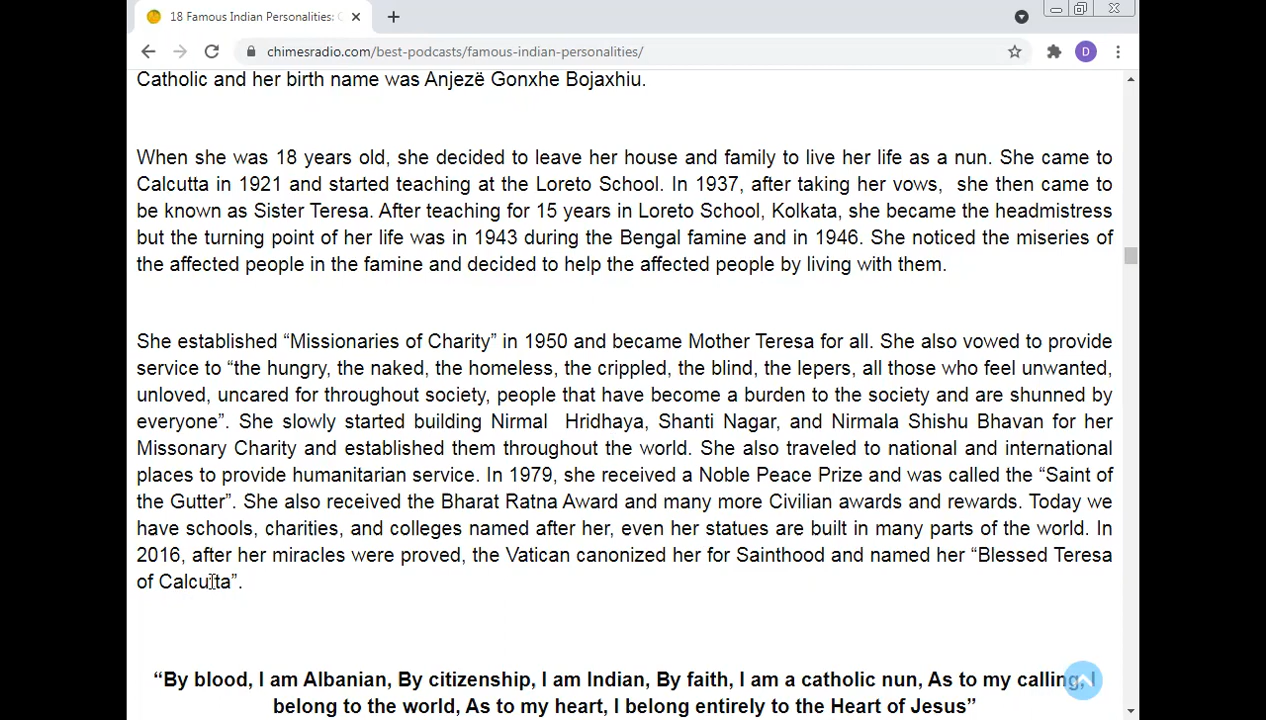 18 Famous Indian Personalities:
chimesradio.com/best-podcasts/famous-indian-personalities/
D
Catholic and her birth name was Anjezë Gonxhe Bojaxhiu.
When she was 18 years old, she decided to leave her house and family to live her life as a nun. She came to
Calcutta in 1921 and started teaching at the Loreto School. In 1937, after taking her vows,  she then came to
be known as Sister Teresa. After teaching for 15 years in Loreto School, Kolkata, she became the headmistress
but the turning point of her life was in 1943 during the Bengal famine and in 1946. She noticed the miseries of
the affected people in the famine and decided to help the affected people by living with them.
She established “Missionaries of Charity” in 1950 and became Mother Teresa for all. She also vowed to provide
service to “the hungry, the naked, the homeless, the crippled, the blind, the lepers, all those who feel unwanted,
unloved, uncared for throughout society, people that have become a burden to the society and are shunned by
everyone”. She slowly started building Nirmal  Hridhaya, Shanti Nagar, and Nirmala Shishu Bhavan for her
Missonary Charity and established them throughout the world. She also traveled to national and international
places to provide humanitarian service. In 1979, she received a Noble Peace Prize and was called the “Saint of
the Gutter”. She also received the Bharat Ratna Award and many more Civilian awards and rewards. Today we
have schools, charities, and colleges named after her, even her statues are built in many parts of the world. In
2016, after her miracles were proved, the Vatican canonized her for Sainthood and named her “Blessed Teresa
of Calcutta”.
“By blood, I am Albanian, By citizenship, I am Indian, By faith, I am a catholic nun, As to my calling, I
belong to the world, As to my heart, I belong entirely to the Heart of Jesus”